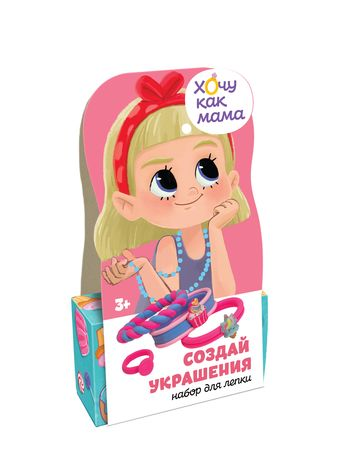 Хочу
как
мама
3+
СОЗДАЙ
УКРАШЕНИЯ
набор для лепки